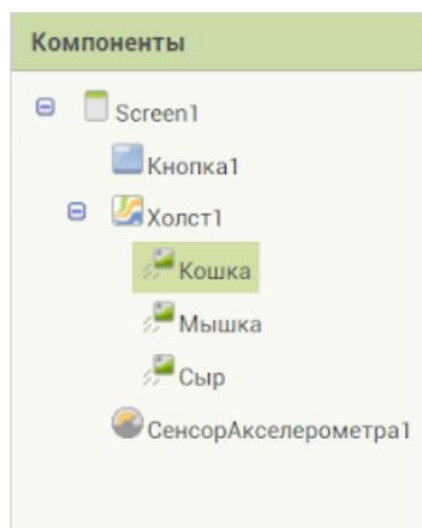 Компоненты
Screen1
Кнопка1
Холст1
Кошка
Мышка
Сыр
СенсорАкселерометра1